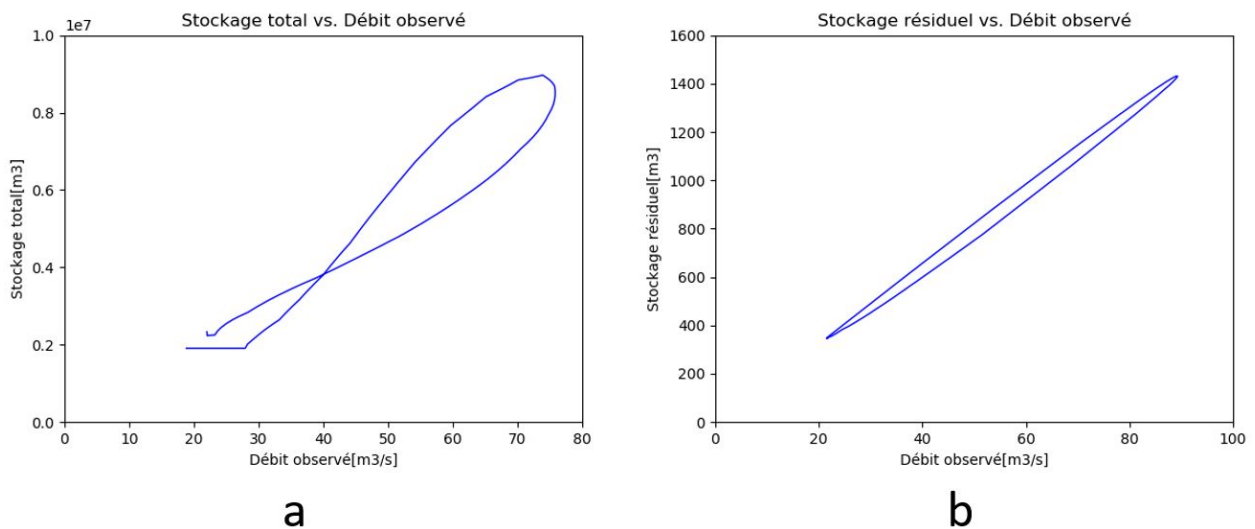 Stockage total vs. Débit observé
1e7
1.0
0.8
0.6
0.4
0.2
0.0
Stockage total[m3]
0 10 20 30 40 50 60 70 80
Débit observé[m3/s]
a
Stockage résiduel vs. Débit observé
1600
1400
1200
1000
800
600
400
200
0
Stockage résiduel[m3]
0 20 40 60 80 100
Débit observé[m3/s]
b